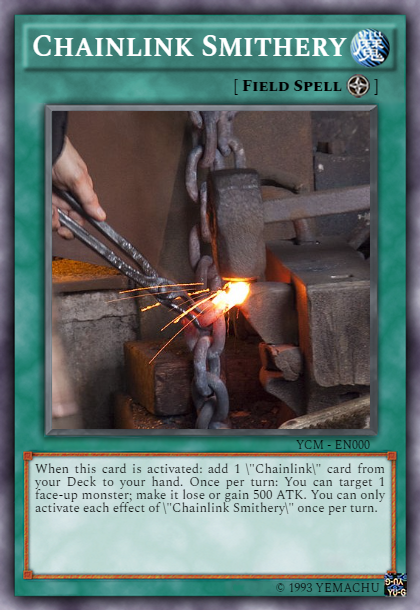 Chainlink Smithery 魔
[ Field Spell ]
YCM - EN000
When this card is activated: add 1 \"Chainlink\" card from
your Deck to your hand. Once per turn: You can target 1
face-up monster; make it lose or gain 500 ATK. You can only
activate each effect of \"Chainlink Smithery\" once per turn.
© 1993 YEMACHU